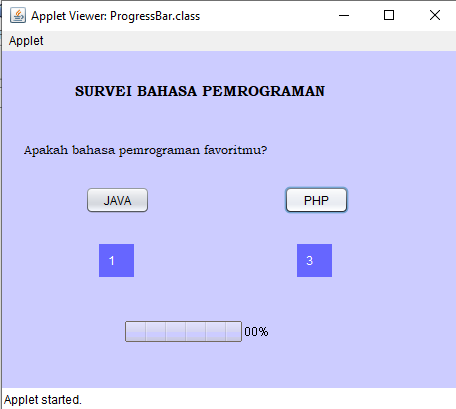 Applet Viewer: ProgressBar.class
Applet
SURVEI BAHASA PEMROGRAMAN
Apakah bahasa pemrograman favoritmu?
JAVA PHP
1 3
00%
Applet started.